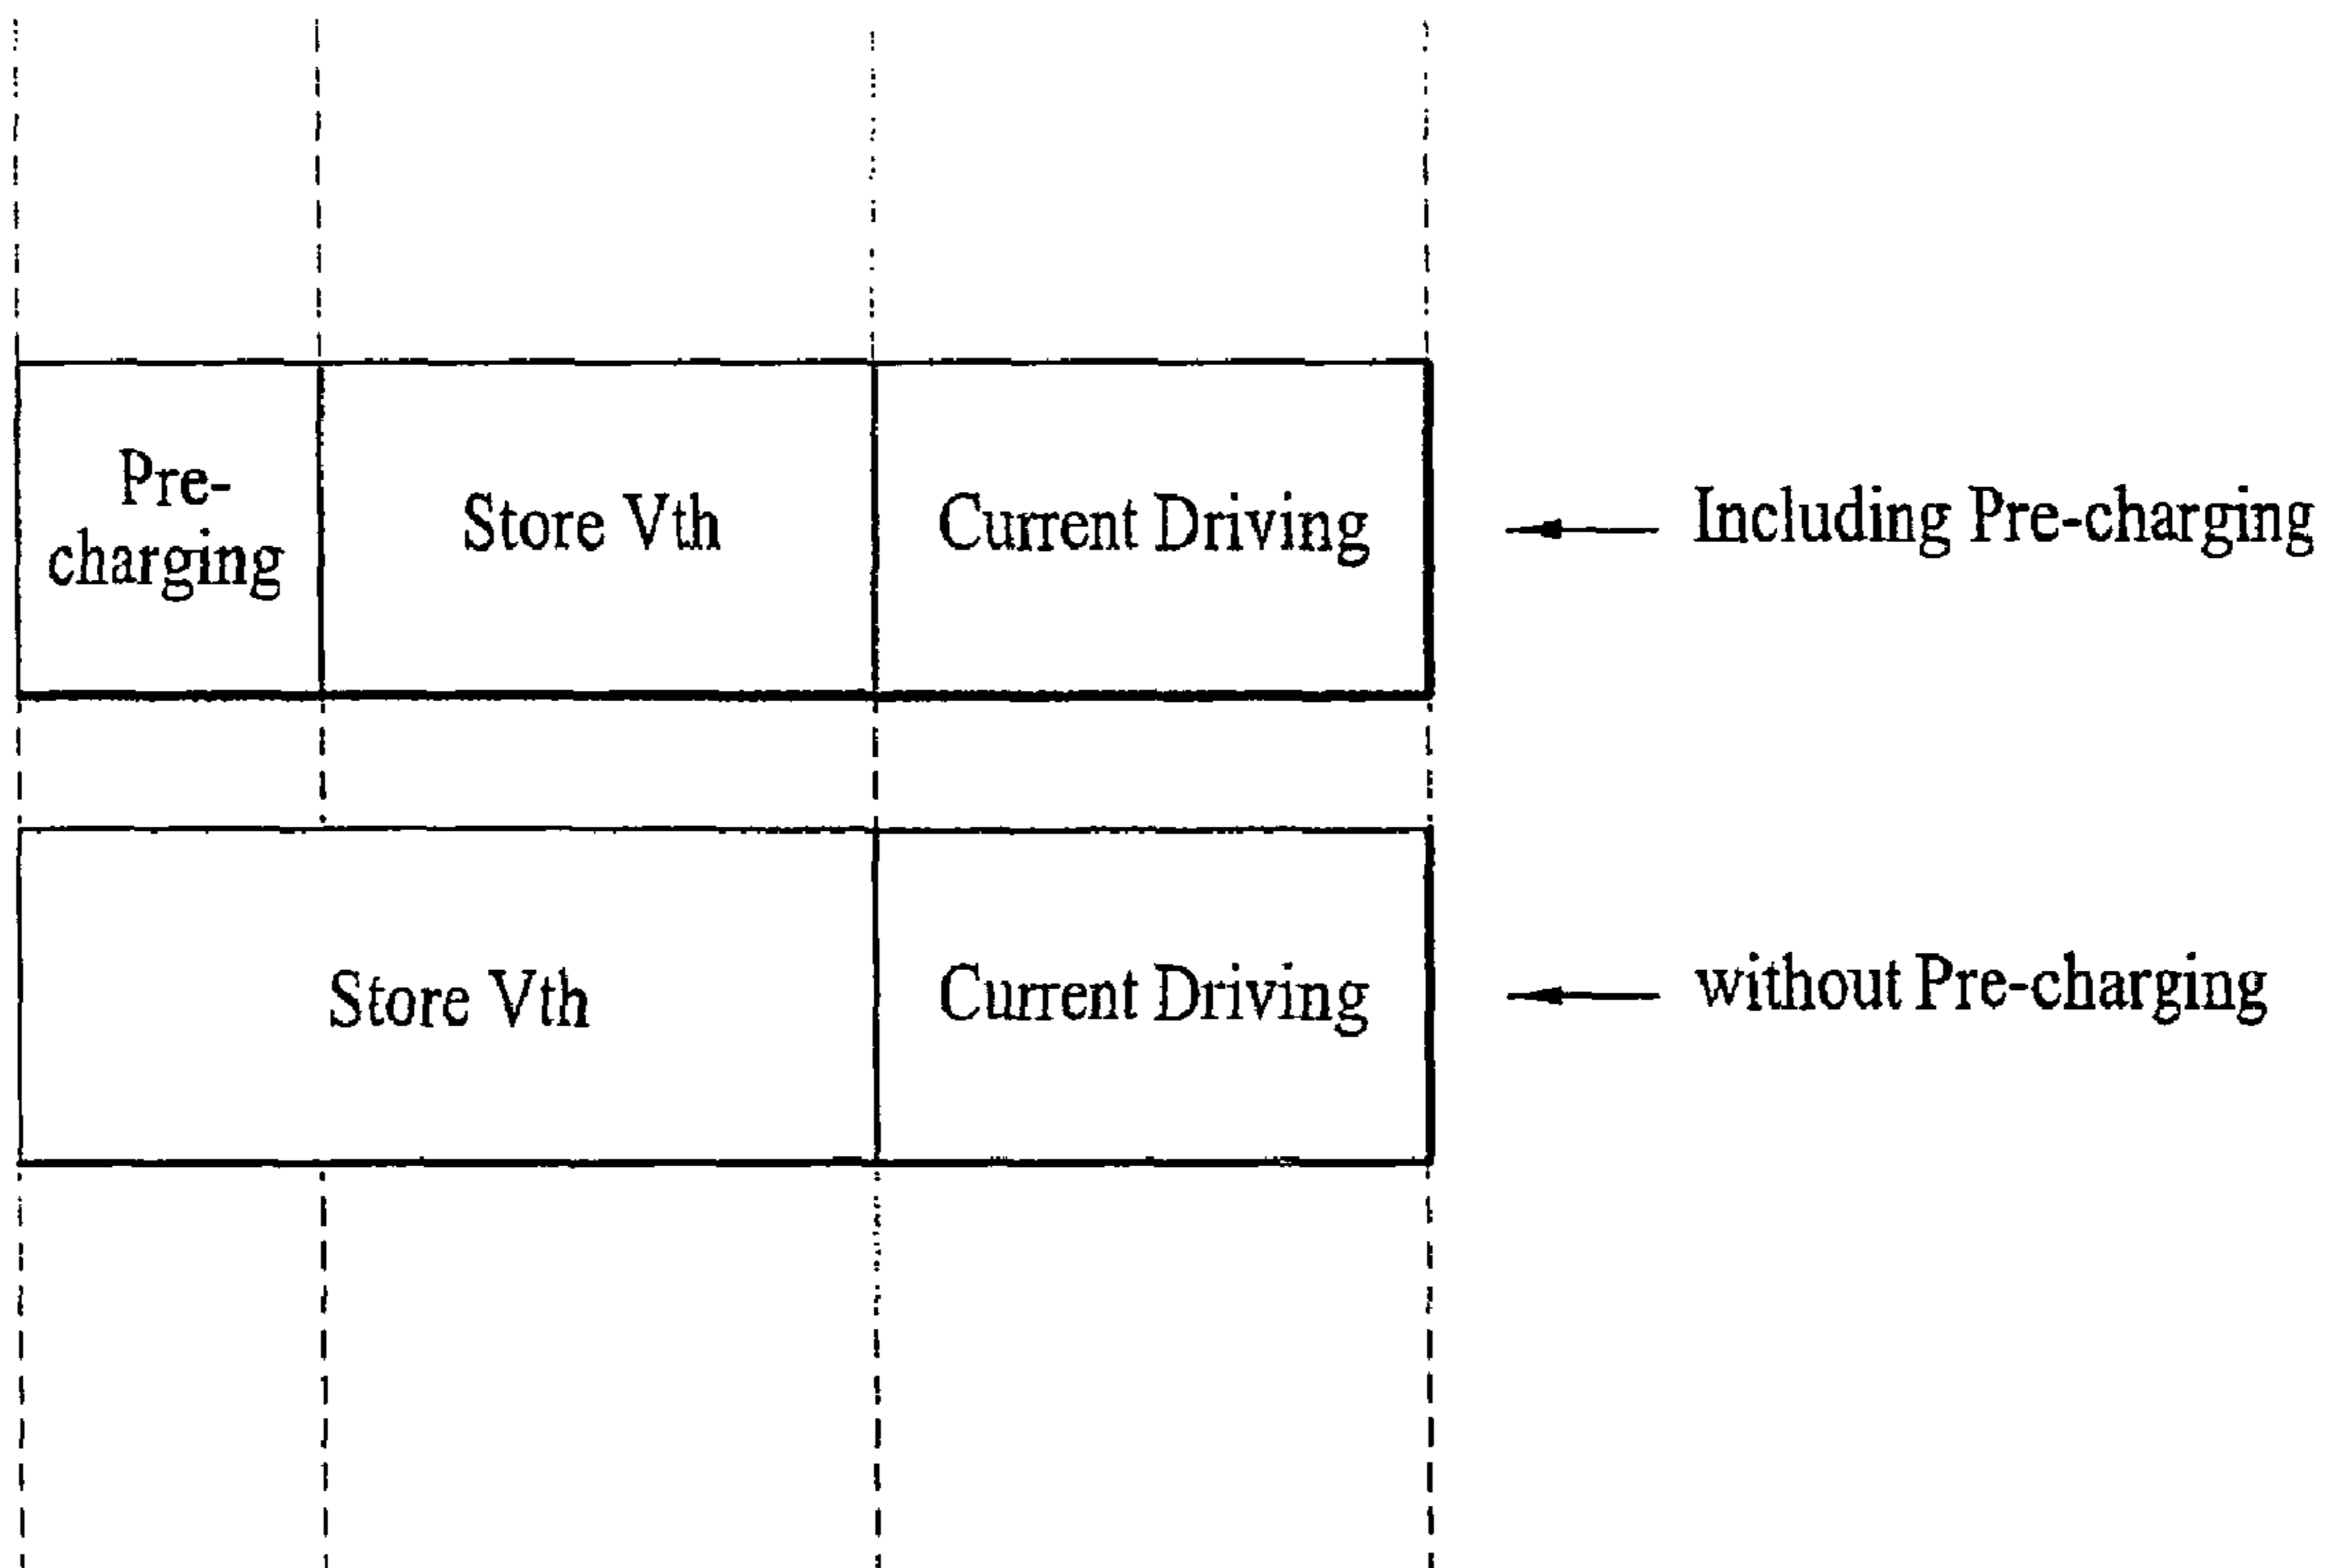 Pre-
charging
Store Vth
Current Driving
Including Pre-charging
Store Vth
Current Driving
without Pre-charging